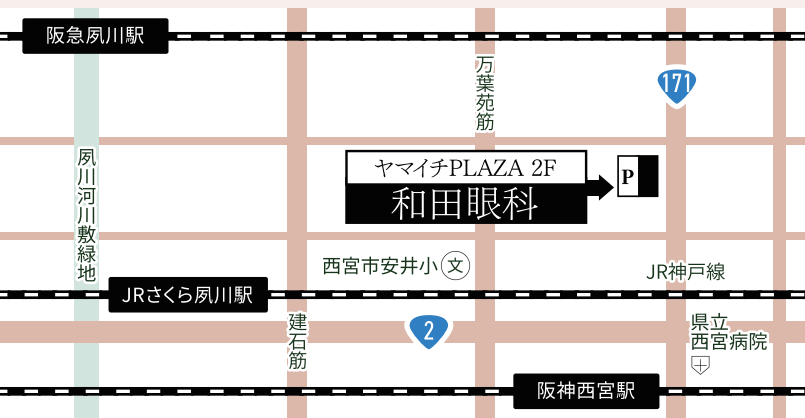 阪急夙川駅
万葉苑筋
171
夙川河川敷緑地
ヤマイチPLAZA 2F
和田眼科
P
西宮市安井小
文
JR神戸線
JRさくら夙川駅
建石筋
2
県立
西宮病院
阪神西宮駅